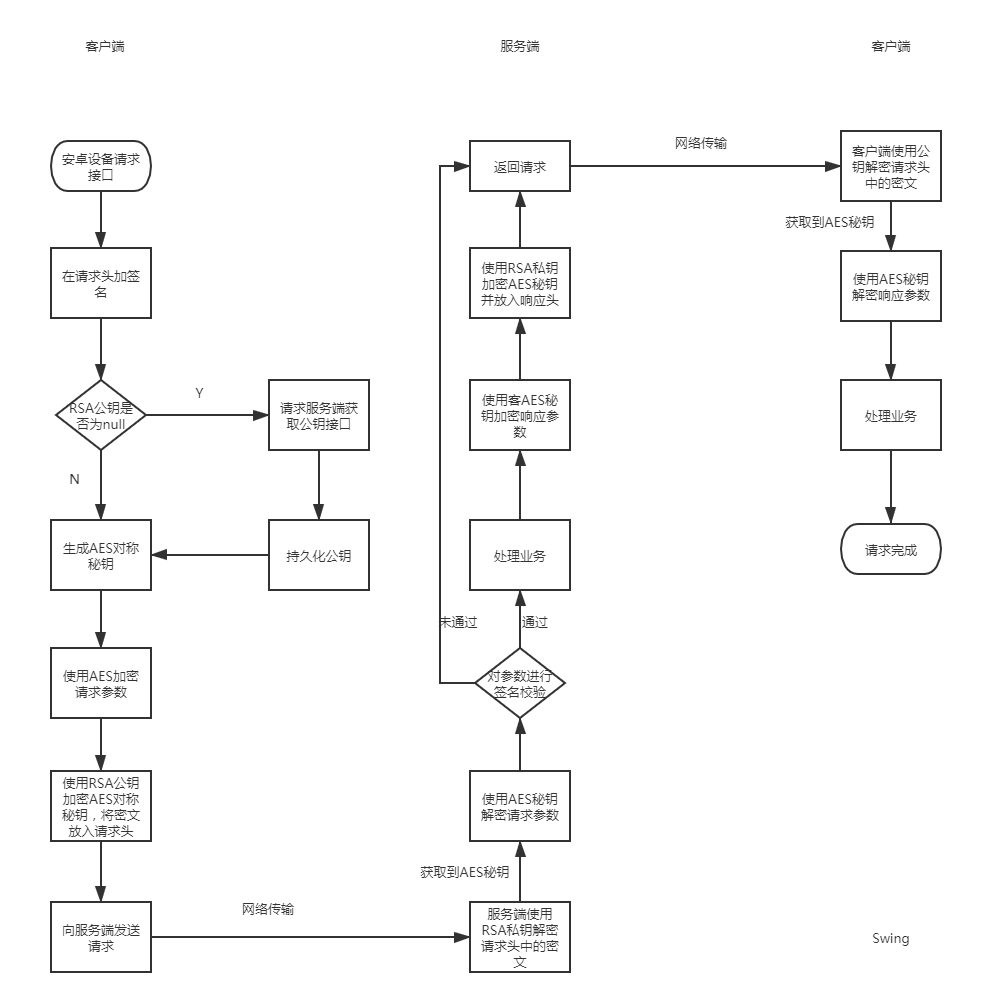 客户端
服务端
客户端
安卓设备请求
接口
在请求头加签
名
RSA公钥是
否为null
Y
N
请求服务端获
取公钥接口
持久化公钥
生成AES对称
秘钥
使用AES加密
请求参数
使用RSA公钥
加密AES对称
秘钥，将密文
放入请求头
向服务端发送
请求
网络传输
服务端使用
RSA私钥解密
请求头中的密
文
获取到AES秘钥
使用AES秘钥
解密请求参数
对参数进行
签名校验
未通过
通过
处理业务
使用客AES秘
钥加密响应参
数
使用RSA私钥
加密AES秘钥
并放入响应头
返回请求
网络传输
客户端使用公
钥解密请求头
中的密文
获取到AES秘钥
使用AES秘钥
解密响应参数
处理业务
请求完成
Swing